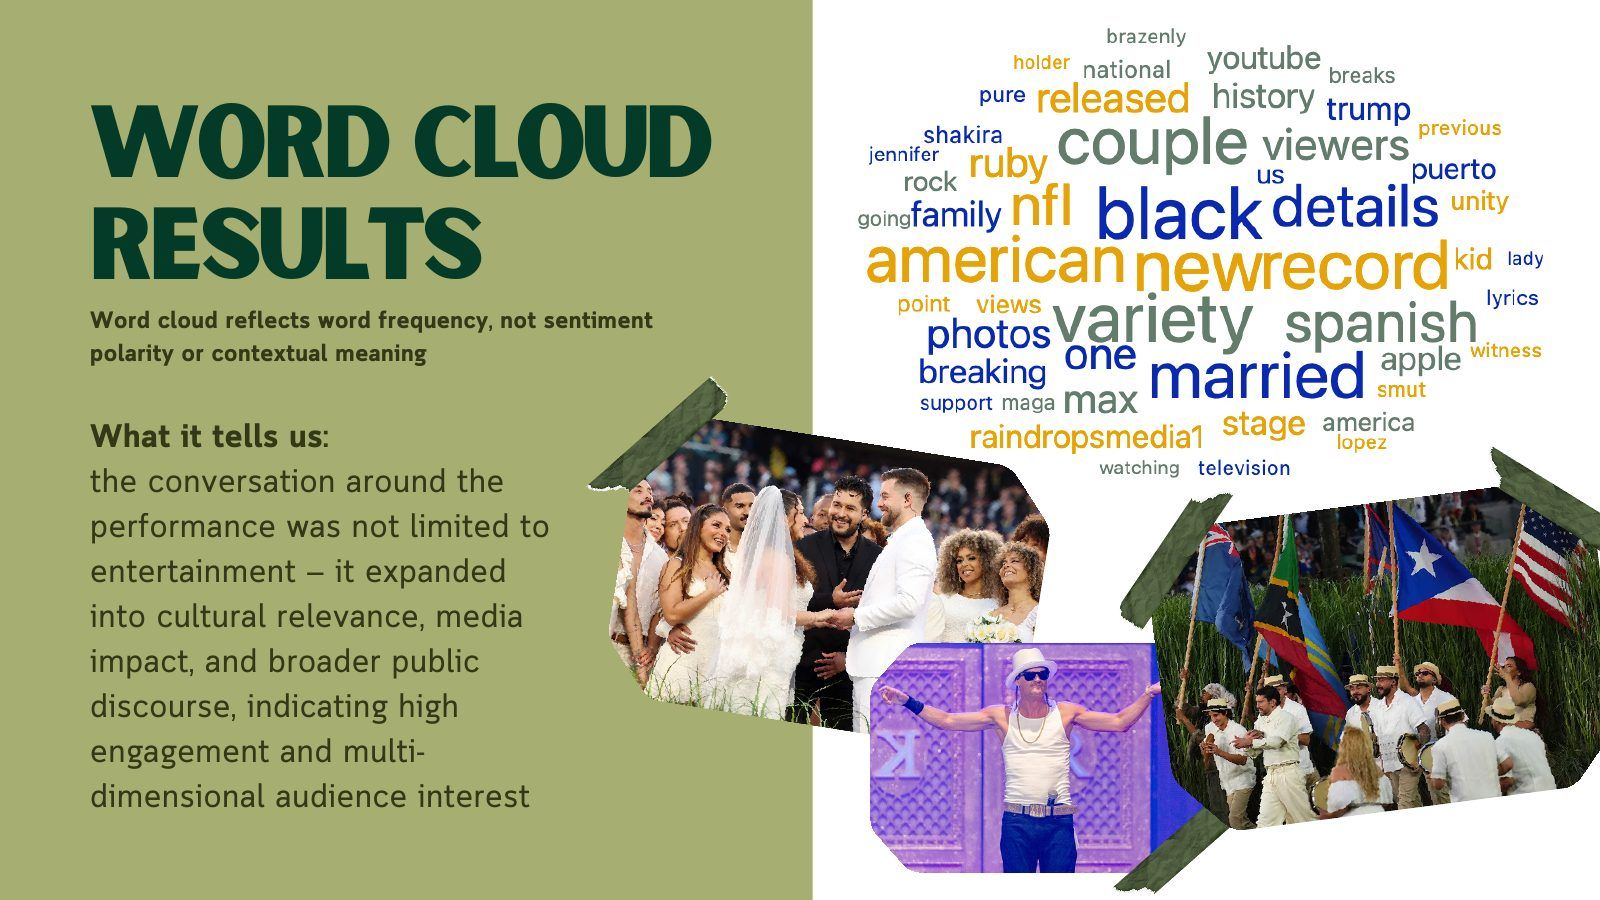 WORD CLOUD
RESULTS
Word cloud reflects word frequency, not sentiment
polarity or contextual meaning
What it tells us:
the conversation around the
performance was not limited to
entertainment – it expanded
into cultural relevance, media
impact, and broader public
discourse, indicating high
engagement and multi-
dimensional audience interest
brazenly
holder national youtube breaks
pure released history trump
shakira couple viewers previous
jennifer ruby us puerto
rock nfl black details unity
going family
american newrecord kid lady
point views variety spanish lyrics
photos one apple witness
breaking married smut
support maga max stage america
raindropsmedia1 lopez
watching television
K R